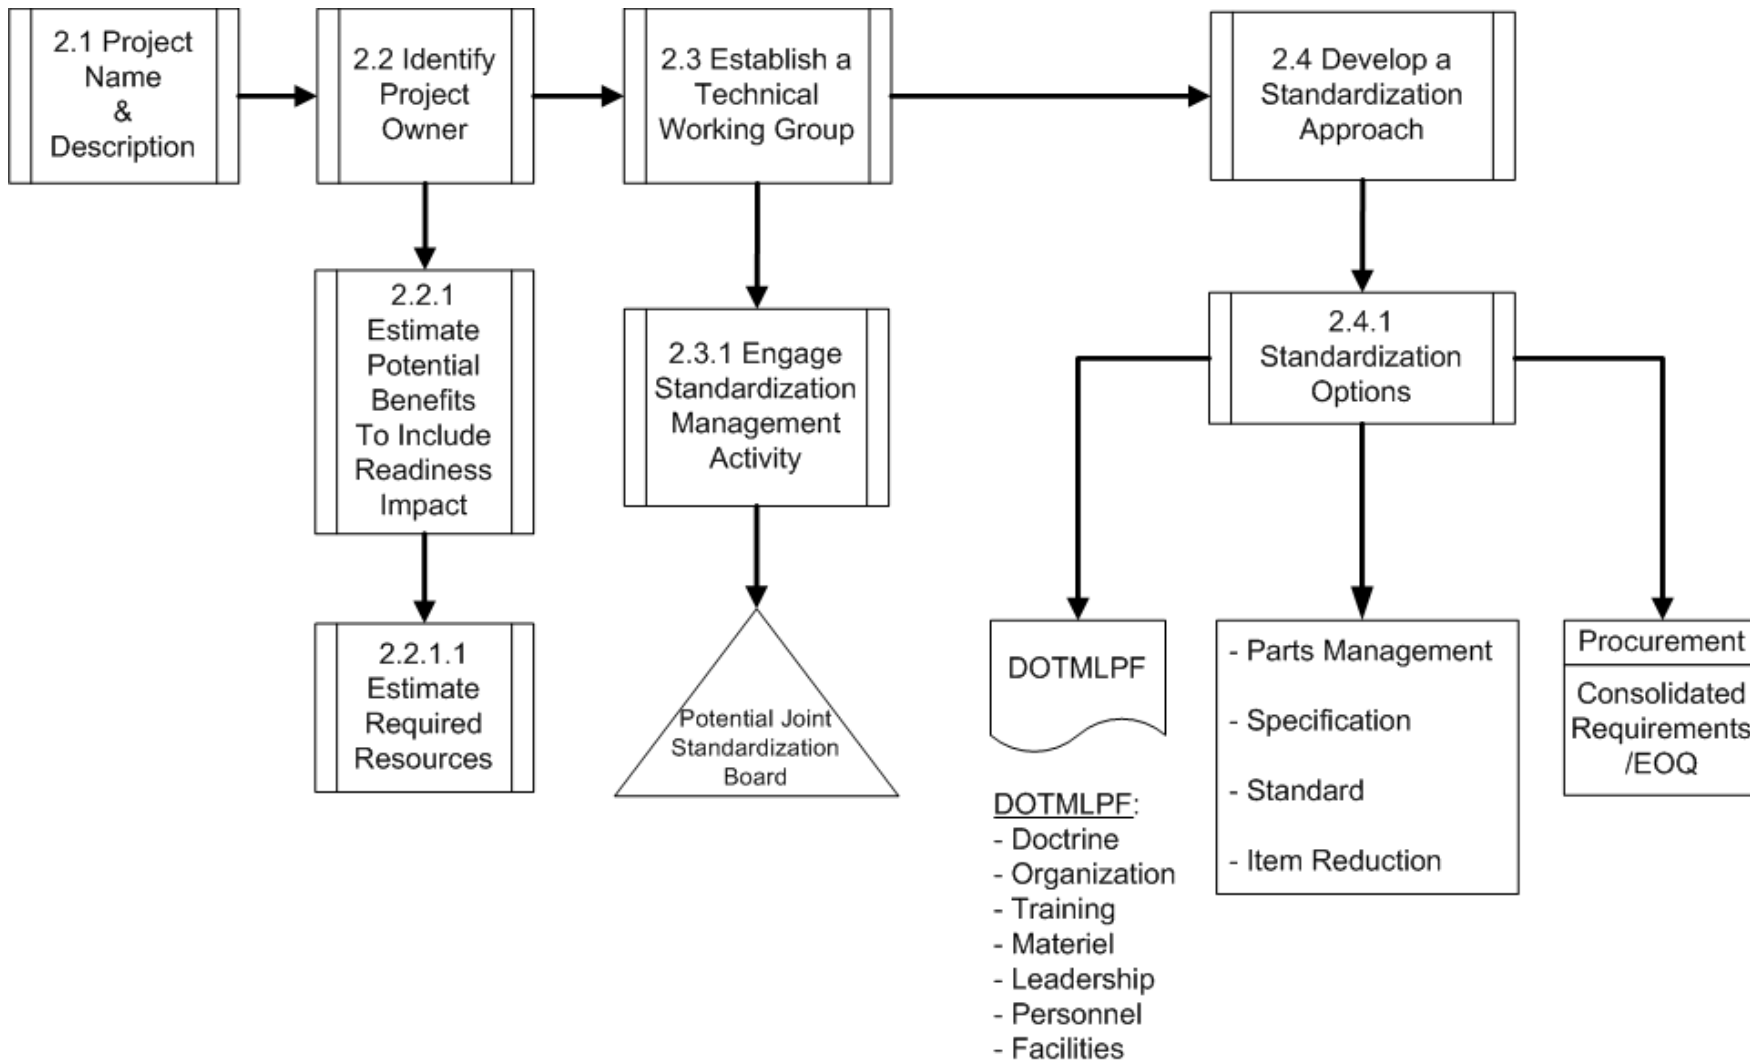 2.1 Project
Name
&
Description
2.2 Identify
Project
Owner
2.3 Establish a
Technical
Working Group
2.4 Develop a
Standardization
Approach
2.2.1
Estimate
Potential
Benefits
To Include
Readiness
Impact
2.3.1 Engage
Standardization
Management
Activity
2.4.1
Standardization
Options
2.2.1.1
Estimate
Required
Resources
Potential Joint
Standardization
Board
DOTMLPF
- Parts Management
- Specification
- Standard
- Item Reduction
Procurement
Consolidated
Requirements
/EOQ
DOTMLPF:
- Doctrine
- Organization
- Training
- Materiel
- Leadership
- Personnel
- Facilities